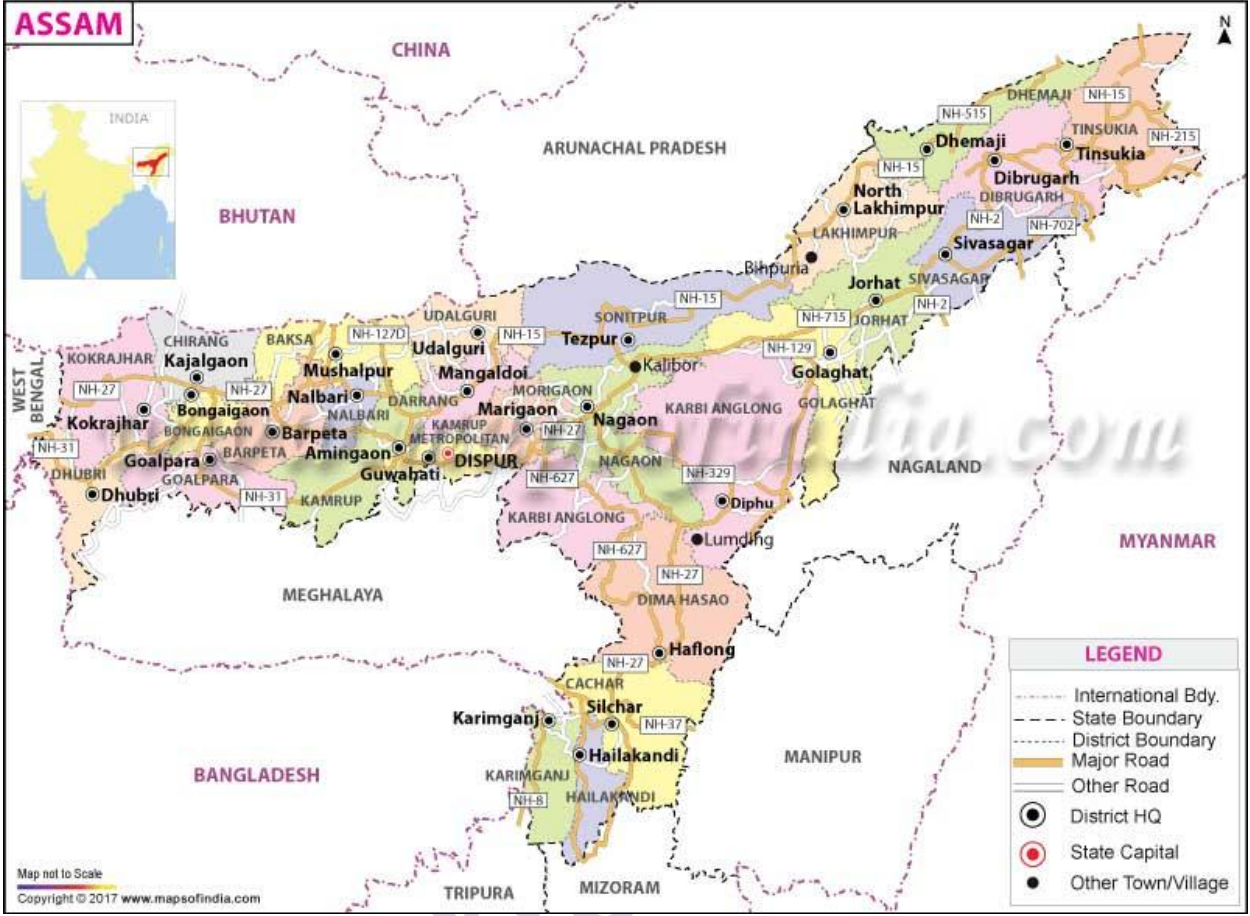 ASSAM
N
CHINA
INDIA
ARUNACHAL PRADESH
BHUTAN
DHEMAJI
NH-15
NH-515
TINSUKIA
NH-215
Dhemaji
Tinsukia
NH-15
Dibrugarh
North
Lakhimpur
DIBRUGARH
NH-2
NH-702
LAKHIMPUR
Sivasagar
Bihpuria
SIVASAGAR
Jorhat
NH-2
NH-15
NH-715
JORHAT
UDALGURI
SONITPUR
CHIRANG
BAKSA
NH-127D
NH-15
Tezpur
NH-129
KOKRAJHAR
Kajalgaon
Mushalpur
Udalguri
Kalibor
Golaghat
WEST
BENGAL
NH-27
NH-27
Mangaldoi
MORIGAON
Bongaigaon
Nalbari
DARRANG
Marigaon
Nagaon
KARBI ANGLONG
GOLAGHAT
Kokrajhar
NALBARI
KAMRUP
METROPOLITAN
NH-27
BONGAIGAON
Barpeta
mapsofindia.com
NH-31
Goalpara
BARPETA
Amingaon
Guwahati
DISPUR
NAGAON
NAGALAND
DHUBRI
GOALPARA
NH-627
NH-329
Dhubri
NH-31
KAMRUP
Diphu
KARBI ANGLONG
Lumding
MYANMAR
NH-627
NH-27
MEGHALAYA
DIMA HASAO
Haflong
NH-27
CACHAR
Karimganj
Silchar
NH-37
Hailakandi
MANIPUR
BANGLADESH
KARIMGANJ
NH-8
HAILAKANDI
TRIPURA
MIZORAM
LEGEND
International Bdy.
State Boundary
District Boundary
Major Road
Other Road
District HQ
State Capital
Other Town/Village
Map not to Scale
Copyright © 2017 www.mapsofindia.com